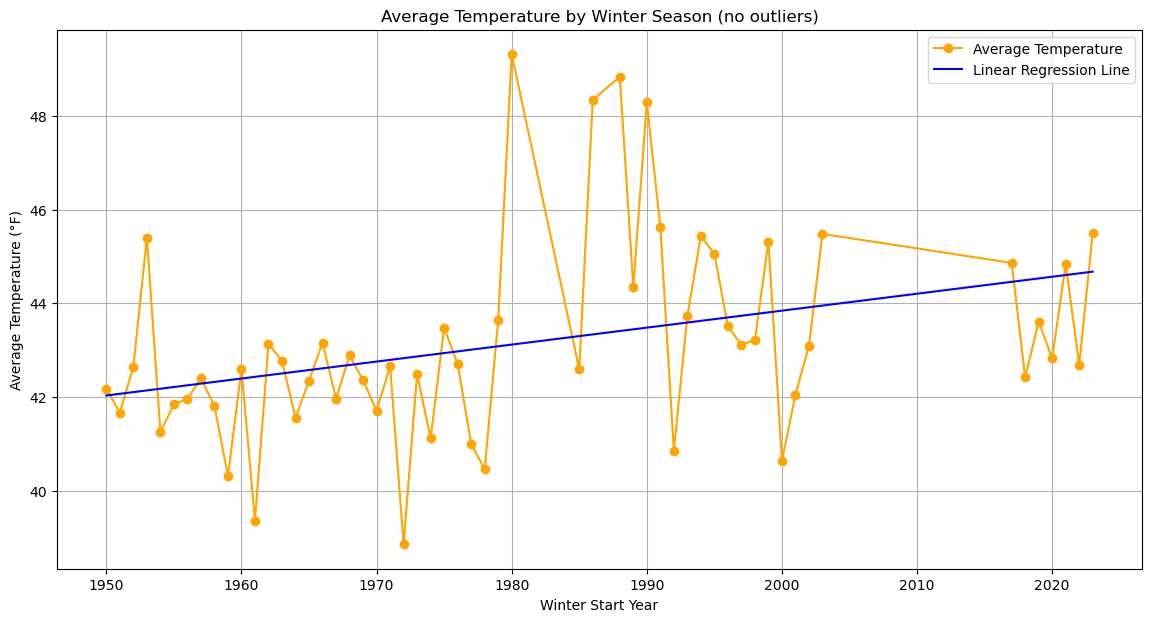 Average Temperature by Winter Season (no outliers)
Average Temperature
Linear Regression Line
Average Temperature (°F)
48
46
44
42
40
1950 1960 1970 1980 1990 2000 2010 2020
Winter Start Year